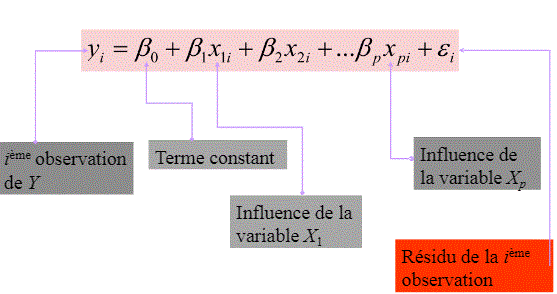 yᵢ = β₀ + β₁x₁ᵢ + β₂x₂ᵢ + ...βₚxₚᵢ + εᵢ
iᵉᵐᵉ observation
de Y
Terme constant
Influence de la
variable X₁
Influence de
la variable Xₚ
Résidu de la iᵉᵐᵉ
observation